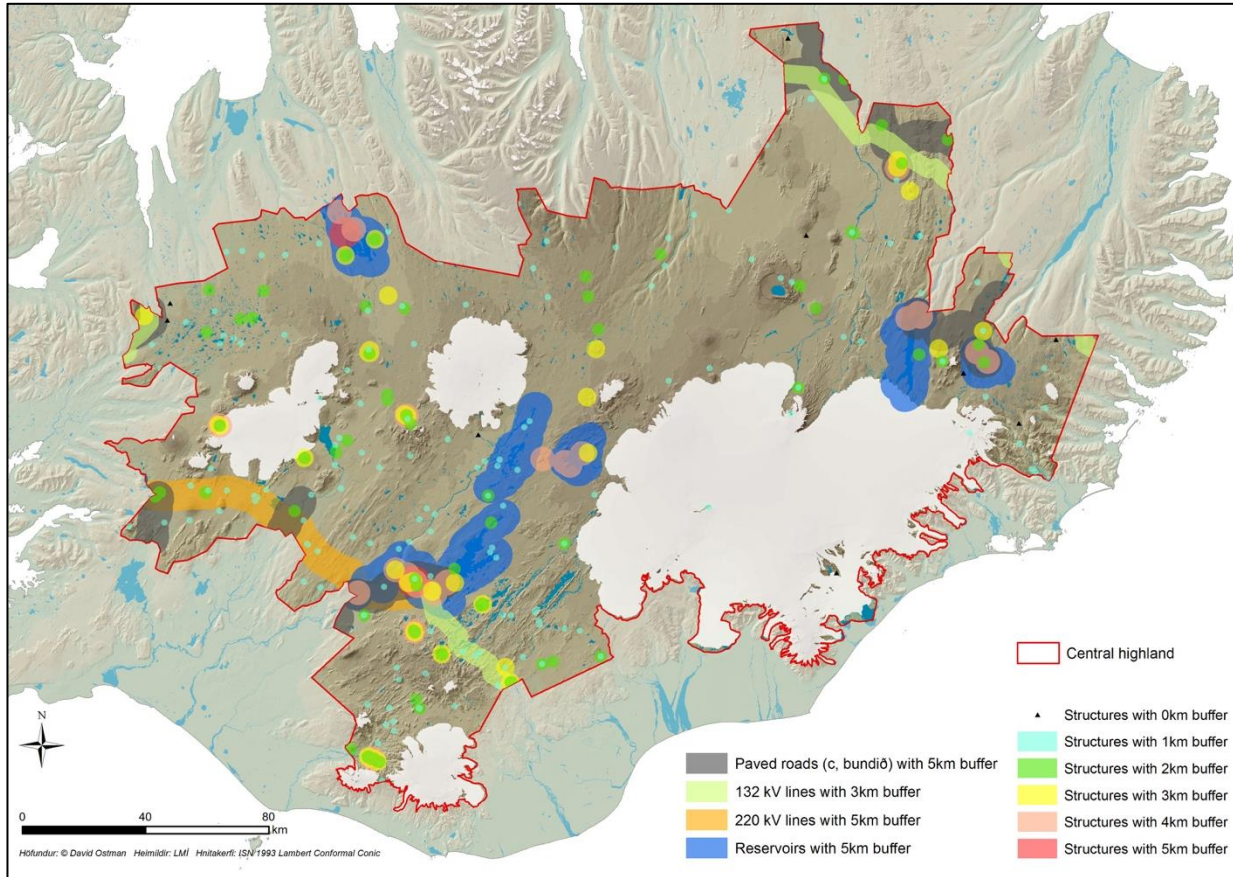 Central highland
Structures with 0km buffer
Structures with 1km buffer
Structures with 2km buffer
Structures with 3km buffer
Structures with 4km buffer
Structures with 5km buffer
Paved roads (c, bundið) with 5km buffer
132 kV lines with 3km buffer
220 kV lines with 5km buffer
Reservoirs with 5km buffer
N
0 40 80
km
Höfundur: © David Ostman Heimildir: LMÍ Hnitakerfi: ISN 1993 Lambert Conformal Conic